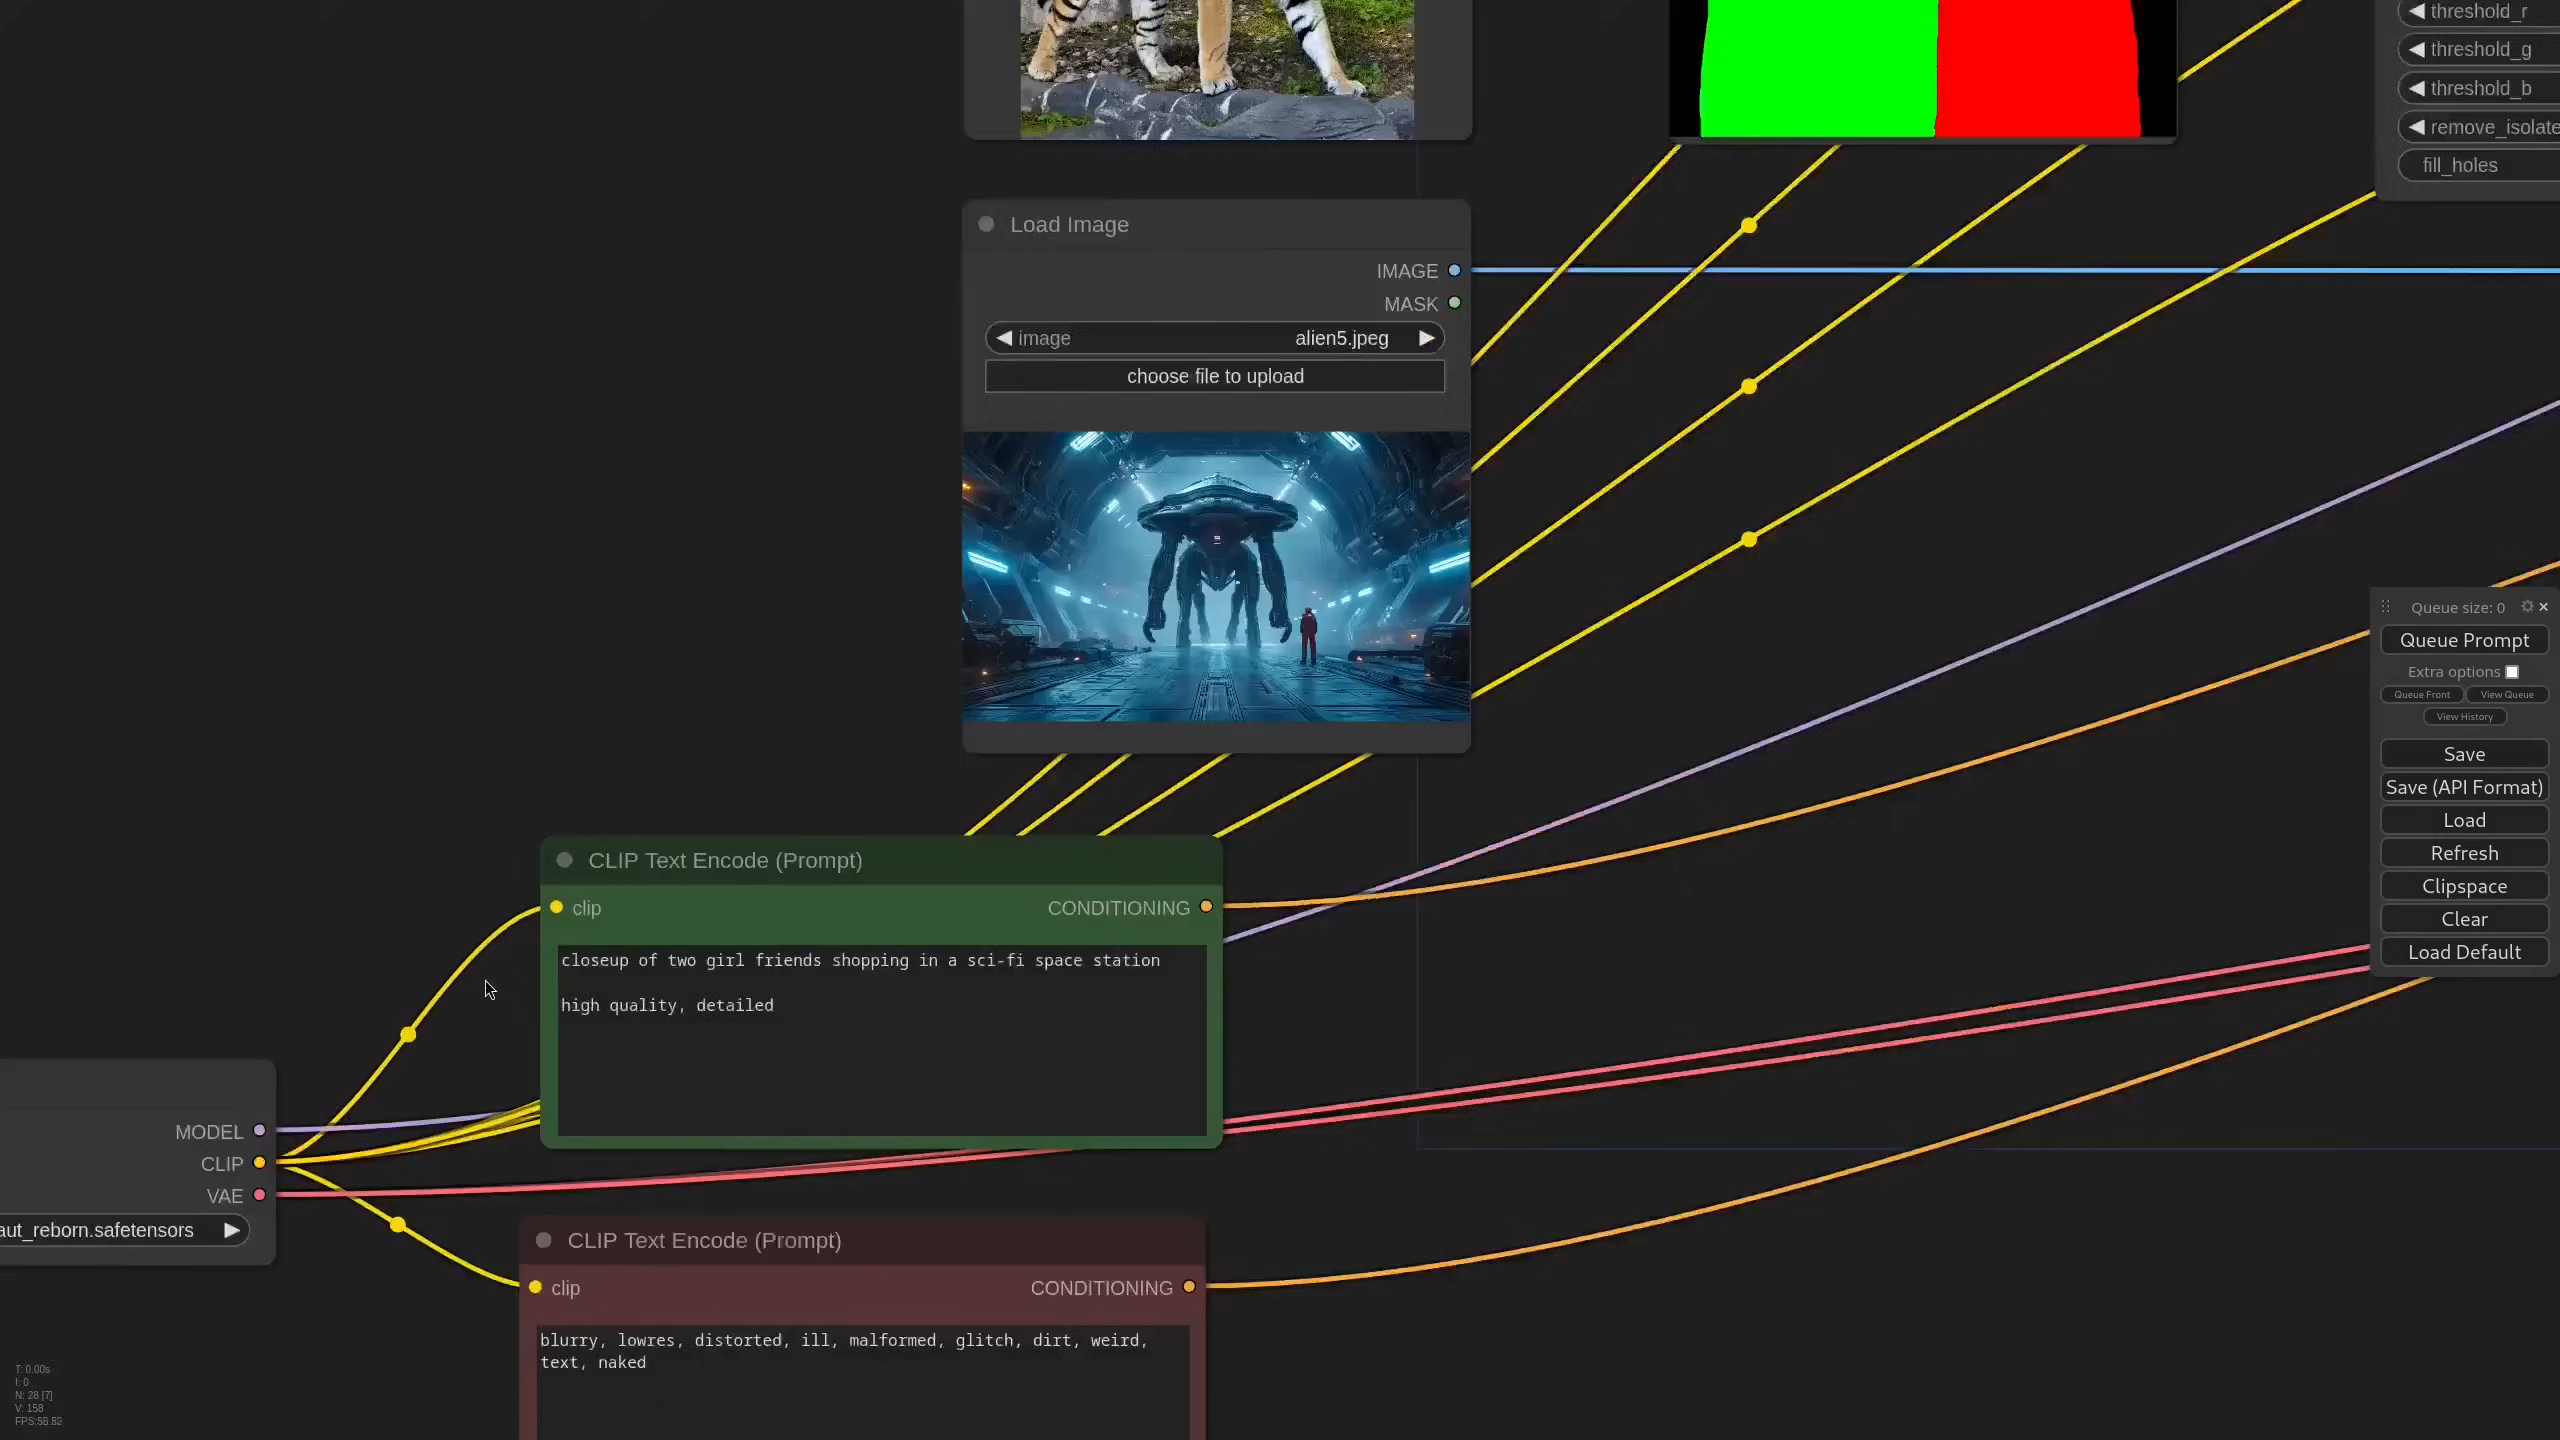 threshold_r
threshold_g
threshold_b
remove_isolate
fill_holes
Load Image
IMAGE
MASK
image alien5.jpeg
choose file to upload
Queue size: 0
Queue Prompt
Extra options
Queue Front View Queue
View History
Save
Save (API Format)
Load
Refresh
Clipspace
Clear
Load Default
CLIP Text Encode (Prompt)
clip CONDITIONING
closeup of two girl friends shopping in a sci-fi space station
high quality, detailed
MODEL
CLIP
VAE
aut_reborn.safetensors
CLIP Text Encode (Prompt)
clip CONDITIONING
blurry, lowres, distorted, ill, malformed, glitch, dirt, weird,
text, naked
T: 0.00s
I: 0
N: 28 [7]
V: 158
FPS:58.82